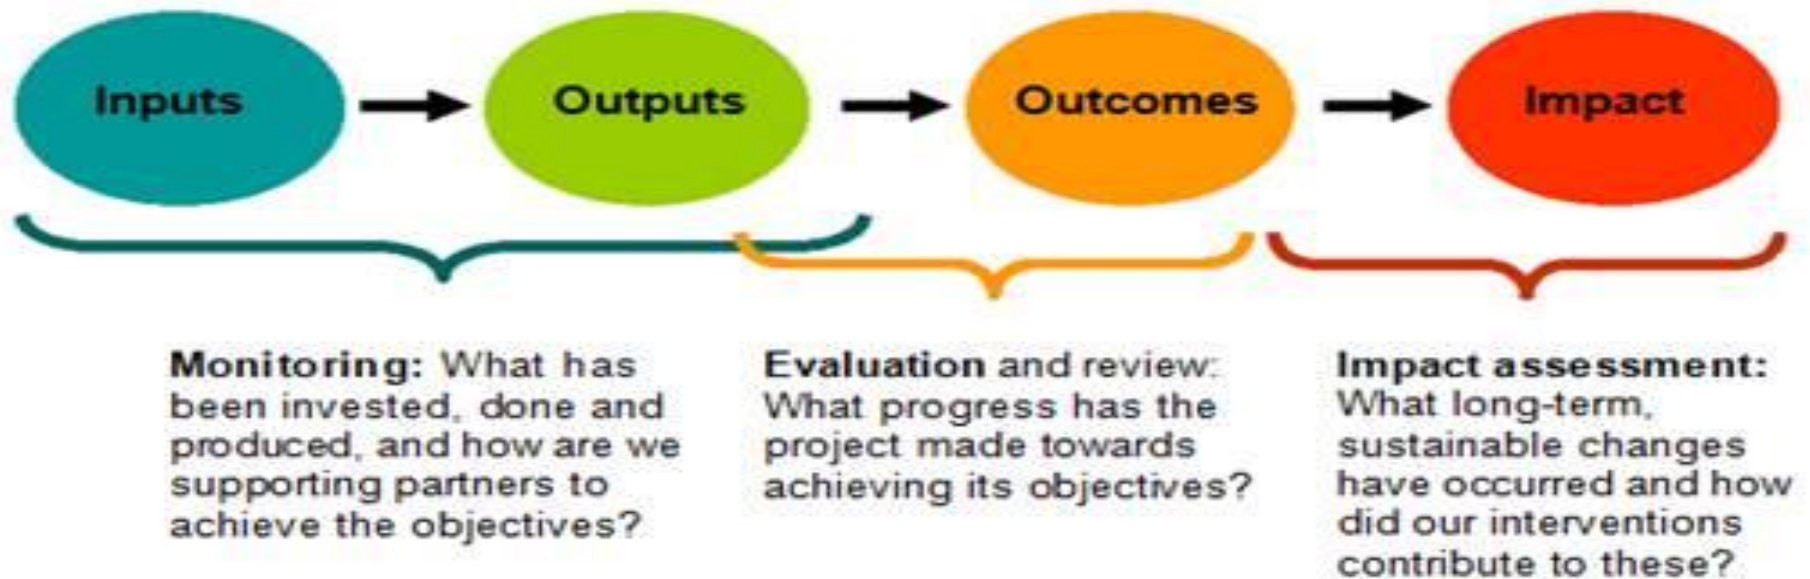 Inputs
Outputs
Outcomes
Impact
Monitoring: What has
been invested, done and
produced, and how are we
supporting partners to
achieve the objectives?
Evaluation and review:
What progress has the
project made towards
achieving its objectives?
Impact assessment:
What long-term,
sustainable changes
have occurred and how
did our interventions
contribute to these?